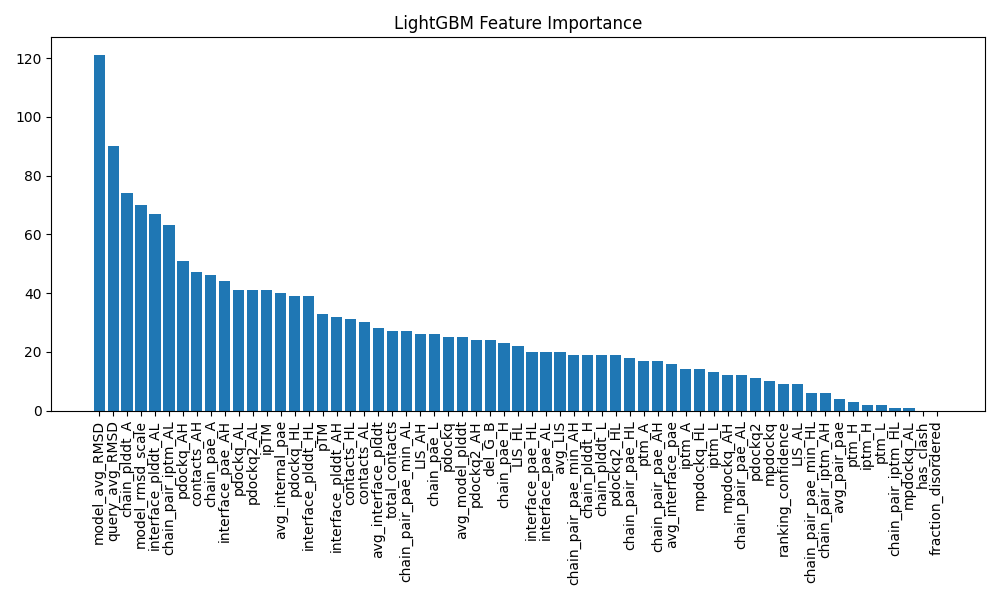 LightGBM Feature Importance
120
100
80
60
40
20
0
model_avg_RMSD
query_avg_RMSD
chain_plddt_A
model_rmsd_scale
interface_plddt_AL
chain_pair_iptm_AL
pdockq_AH
contacts_AH
chain_pae_A
interface_pae_AH
pdockq_AL
pdockq2_AL
ipTM
avg_internal_pae
pdockq_HL
interface_plddt_HL
pTM
interface_plddt_AH
contacts_HL
contacts_AL
avg_interface_plddt
total_contacts
chain_pair_pae_min_AL
LIS_AH
chain_pae_L
pdockq
avg_model_plddt
pdockq2_AH
del_G_B
chain_pae_H
LIS_HL
interface_pae_HL
interface_pae_AL
avg_LIS
chain_pair_pae_min_AH
chain_plddt_H
chain_plddt_L
pdockq2_HL
chain_pair_pae_HL
ptm_A
chain_pair_pae_AH
avg_interface_pae
iptm_A
mpdockq_HL
iptm_L
mpdockq_AH
chain_pair_pae_AL
pdockq2
mpdockq
ranking_confidence
LIS_AL
chain_pair_pae_min_HL
chain_pair_iptm_AH
avg_pair_pae
ptm_H
iptm_H
ptm_L
chain_pair_iptm_HL
mpdockq_AL
has_clash
fraction_disordered